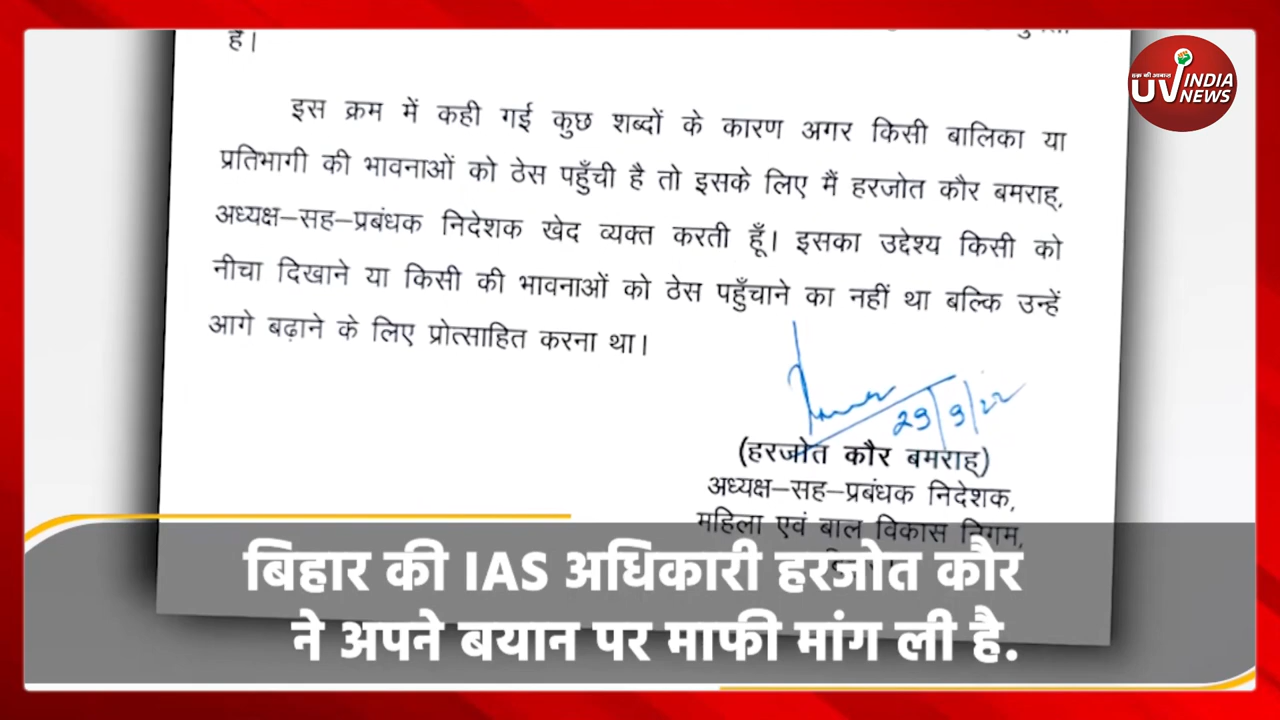 है।
हक़ की आवाज़
UV INDIA
NEWS
इस क्रम में कही गई कुछ शब्दों के कारण अगर किसी बालिका या
प्रतिभागी की भावनाओं को ठेस पहुँची है तो इसके लिए मैं हरजोत कौर बमराह्,
अध्यक्ष–सह–प्रबंधक निदेशक खेद व्यक्त करती हूँ। इसका उद्देश्य किसी को
नीचा दिखाने या किसी की भावनाओं को ठेस पहुँचाने का नहीं था बल्कि उन्हें
आगे बढ़ाने के लिए प्रोत्साहित करना था।
29/9/22
(हरजोत कौर बमराह्)
अध्यक्ष–सह–प्रबंधक निदेशक,
महिला एवं बाल विकास निगम,
बिहार की IAS अधिकारी हरजोत कौर
ने अपने बयान पर माफी मांग ली है.